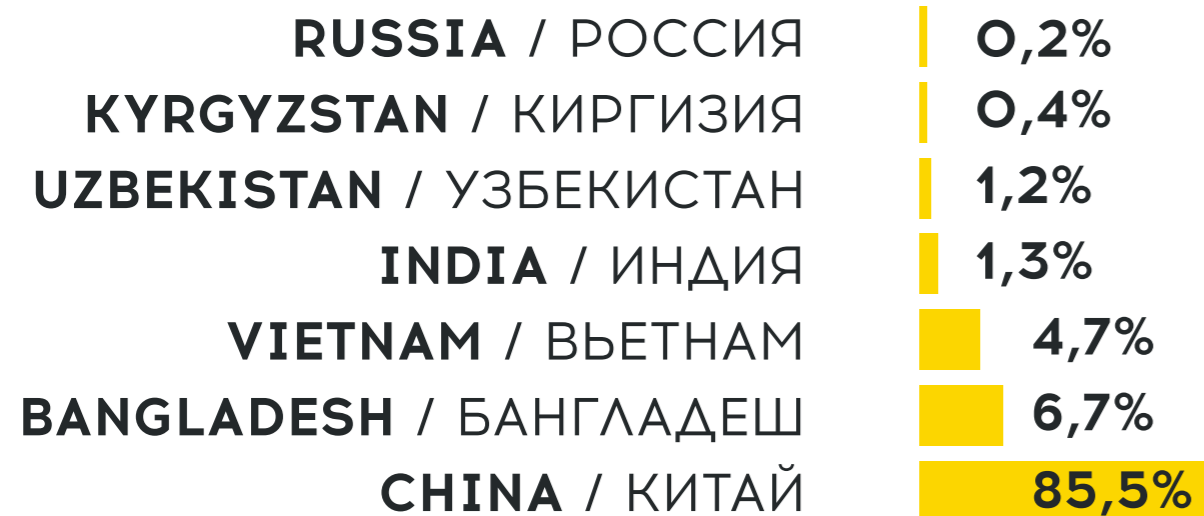 RUSSIA / РОССИЯ 0,2%
KYRGYZSTAN / КИРГИЗИЯ 0,4%
UZBEKISTAN / УЗБЕКИСТАН 1,2%
INDIA / ИНДИЯ 1,3%
VIETNAM / ВЬЕТНАМ 4,7%
BANGLADESH / БАНГЛАДЕШ 6,7%
CHINA / КИТАЙ 85,5%